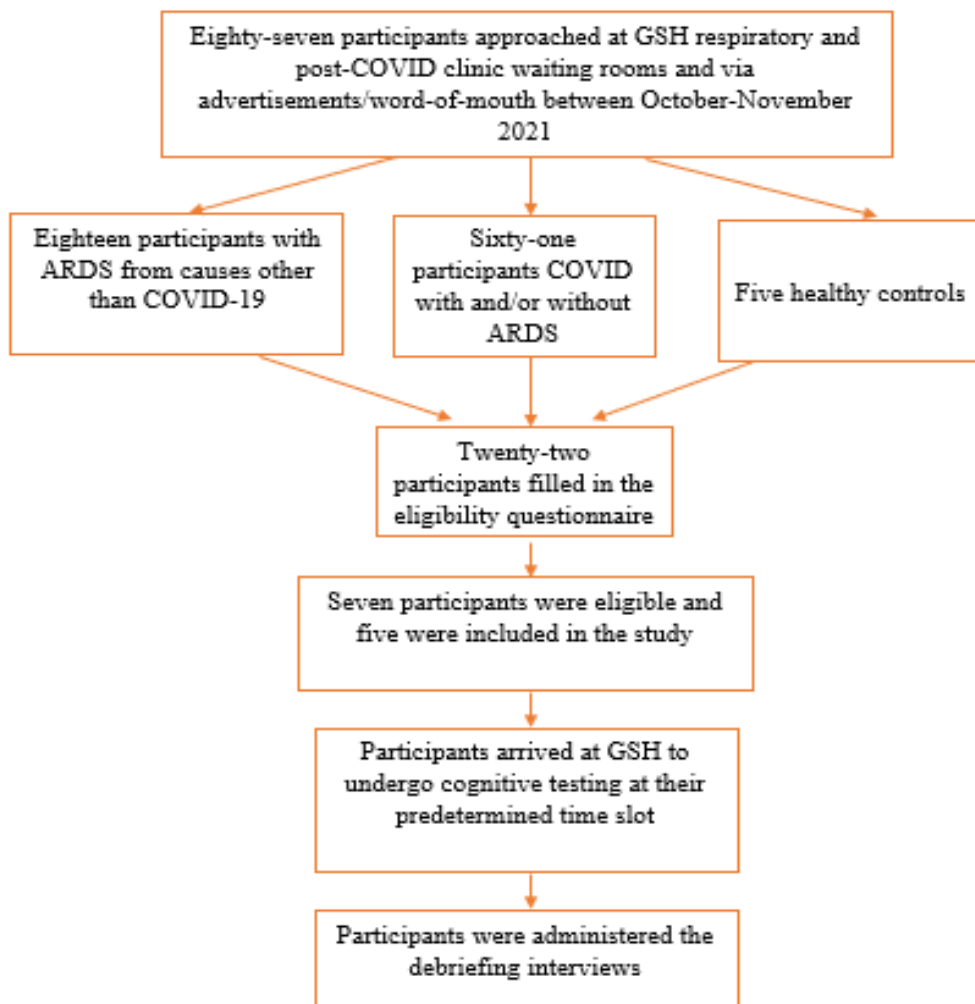 Eighty-seven participants approached at GSH respiratory and
post-COVID clinic waiting rooms and via
advertisements/word-of-mouth between October-November
2021
Eighteen participants with
ARDS from causes other
than COVID-19
Sixty-one
participants COVID
with and/or without
ARDS
Five healthy controls
Twenty-two
participants filled in the
eligibility questionnaire
Seven participants were eligible and
five were included in the study
Participants arrived at GSH to
undergo cognitive testing at their
predetermined time slot
Participants were administered the
debriefing interviews